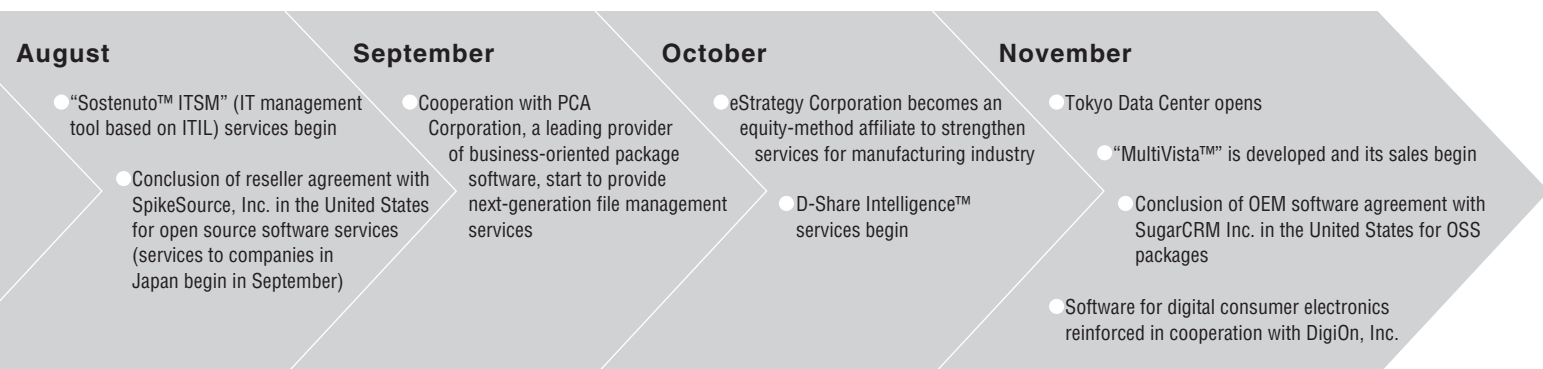 August
“Sostenuto™ ITSM” (IT management
tool based on ITIL) services begin
Conclusion of reseller agreement with
SpikeSource, Inc. in the United States
for open source software services
(services to companies in
Japan begin in September)
September
Cooperation with PCA
Corporation, a leading provider
of business-oriented package
software, start to provide
next-generation file management
services
October
eStrategy Corporation becomes an
equity-method affiliate to strengthen
services for manufacturing industry
D-Share Intelligence™
services begin
November
Tokyo Data Center opens
“MultiVista™” is developed and its sales begin
Conclusion of OEM software agreement with
SugarCRM Inc. in the United States for OSS
packages
Software for digital consumer electronics
reinforced in cooperation with DigiOn, Inc.